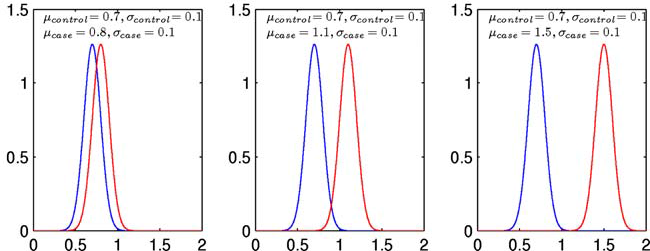 1.5
μcontrol = 0.7, σcontrol = 0.1
μcase = 0.8, σcase = 0.1
1
0.5
0
0 0.5 1 1.5 2
1.5
μcontrol = 0.7, σcontrol = 0.1
μcase = 1.1, σcase = 0.1
1
0.5
0
0 0.5 1 1.5 2
1.5
μcontrol = 0.7, σcontrol = 0.1
μcase = 1.5, σcase = 0.1
1
0.5
0
0 0.5 1 1.5 2